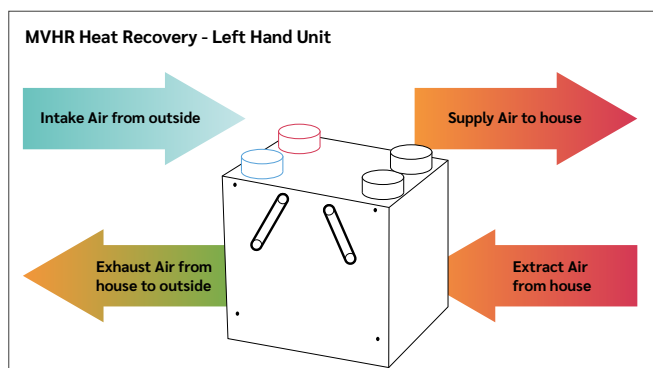 MVHR Heat Recovery - Left Hand Unit
Intake Air from outside
Supply Air to house
Exhaust Air from
house to outside
Extract Air
from house